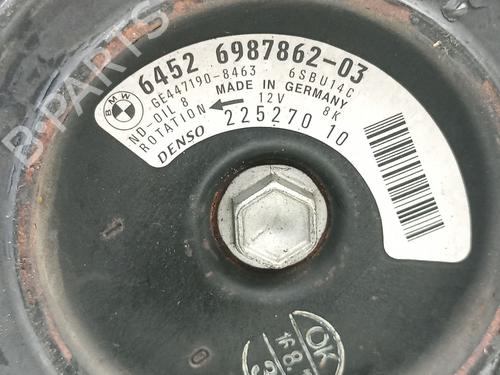 BMW
6452 6987862-03
GE447190-8463 6SBU14C
MADE IN GERMANY
ND-OIL 8 12V 8K
ROTATION
DENSO 225270 10
OK